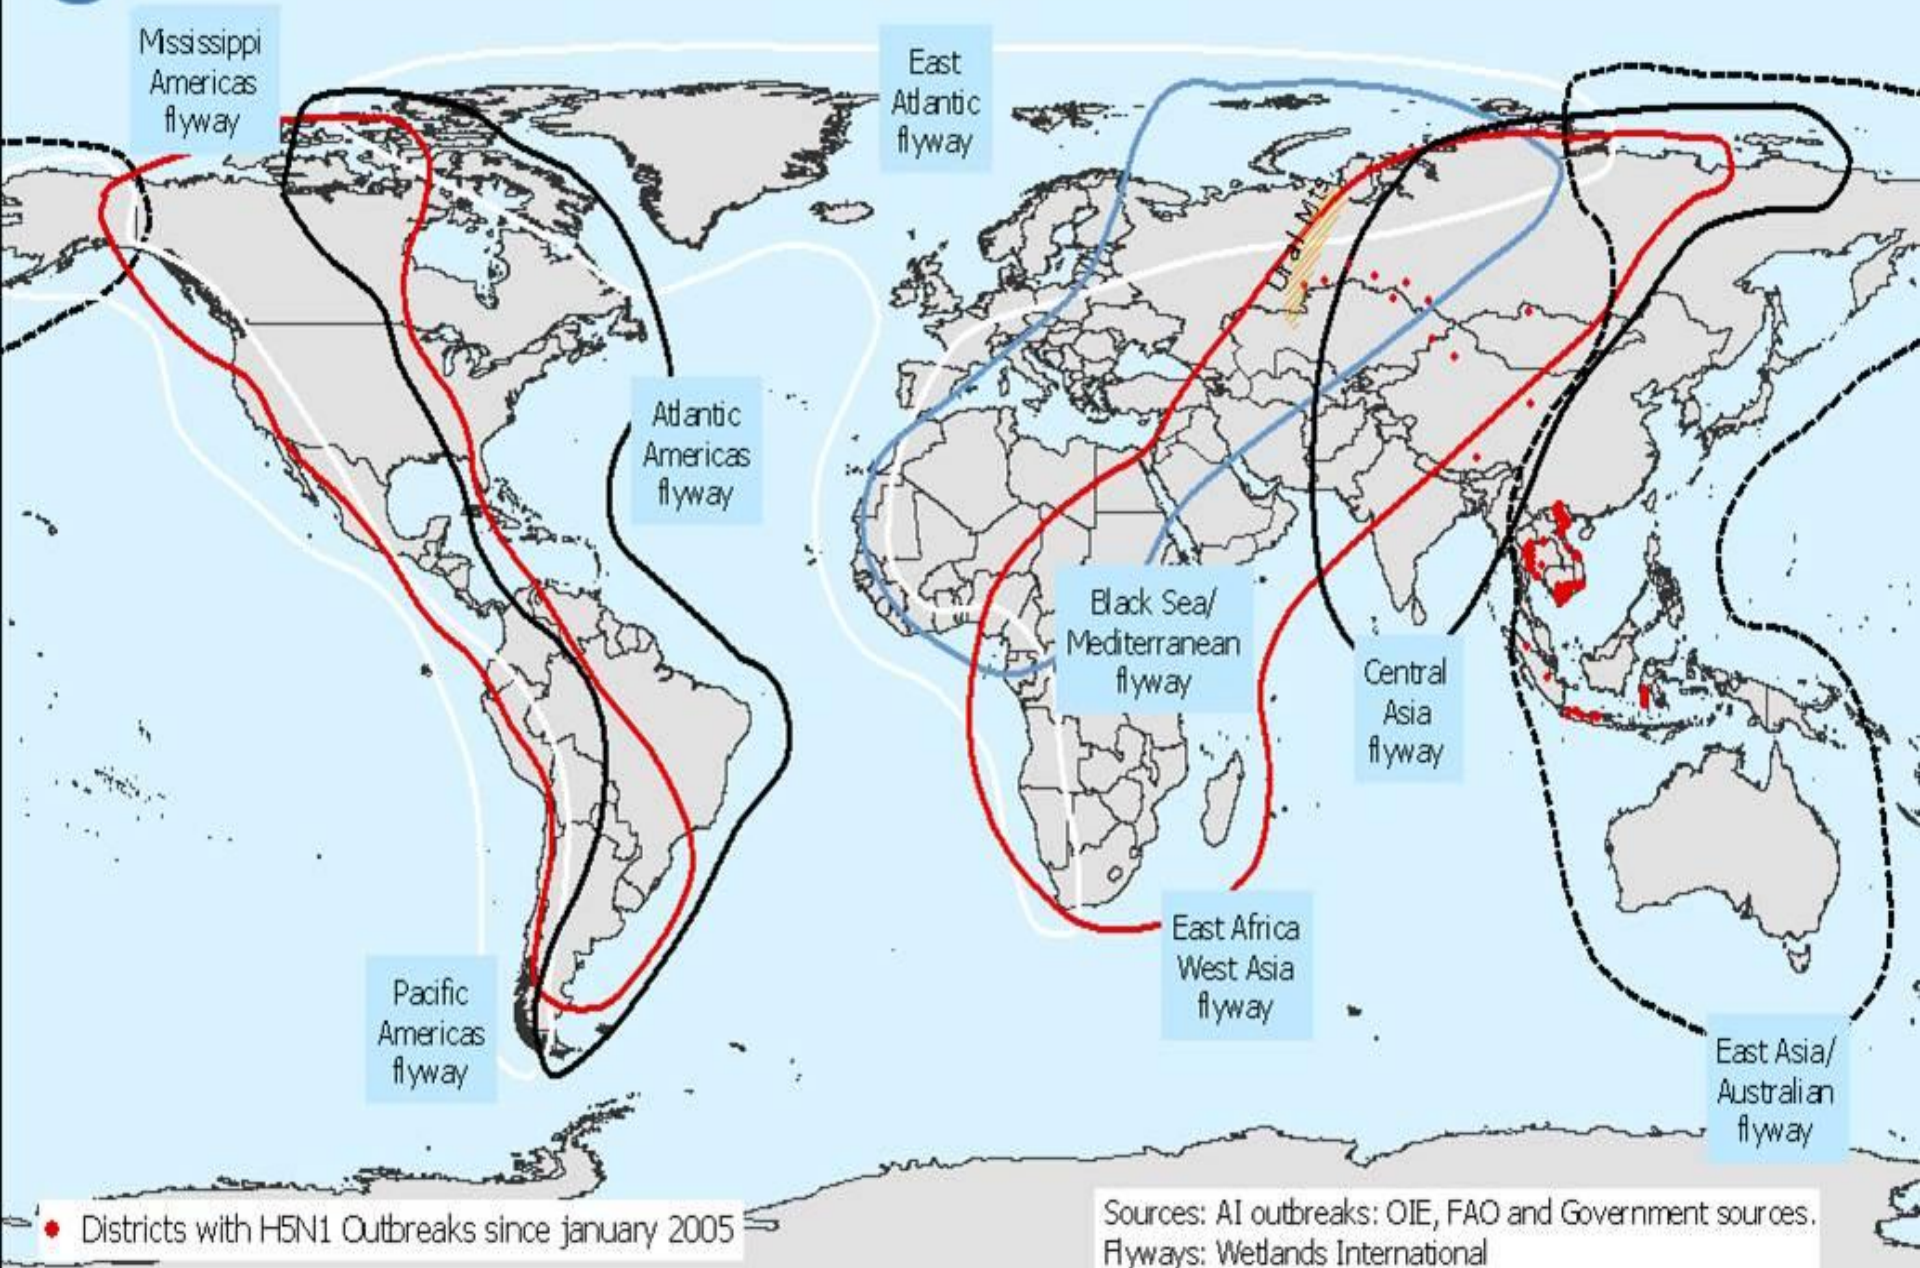 Mississippi
Americas
flyway
East
Atlantic
flyway
Ural Mts
Atlantic
Americas
flyway
Black Sea/
Mediterranean
flyway
Central
Asia
flyway
East Africa
West Asia
flyway
Pacific
Americas
flyway
East Asia/
Australian
flyway
Districts with H5N1 Outbreaks since january 2005
Sources: AI outbreaks: OIE, FAO and Government sources.
Flyways: Wetlands International